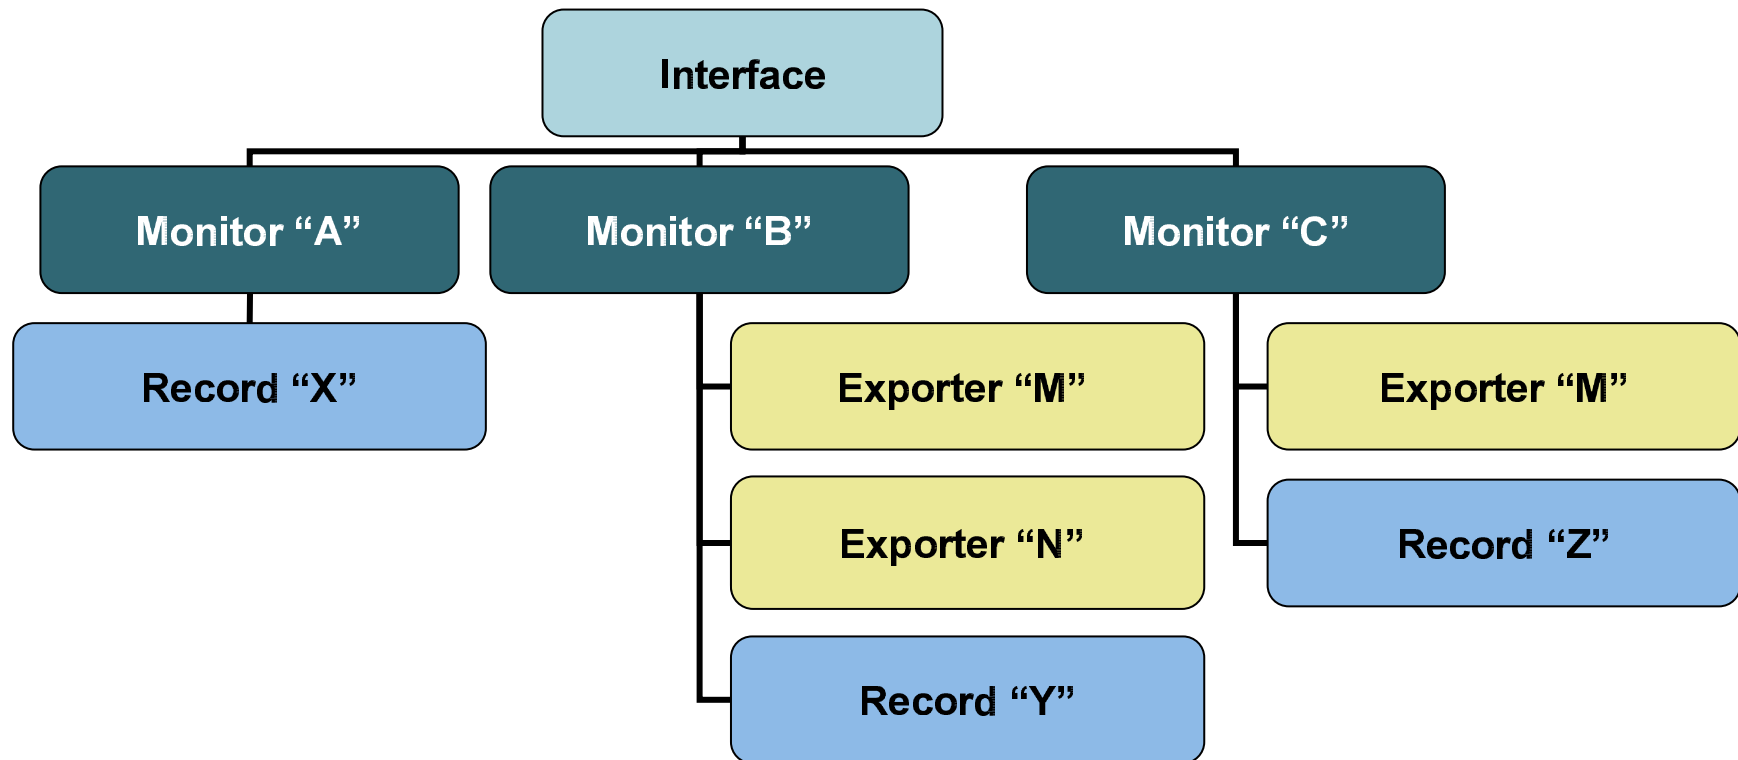 Interface
Monitor “A”
Monitor “B”
Monitor “C”
Record “X”
Exporter “M”
Exporter “M”
Exporter “N”
Record “Z”
Record “Y”